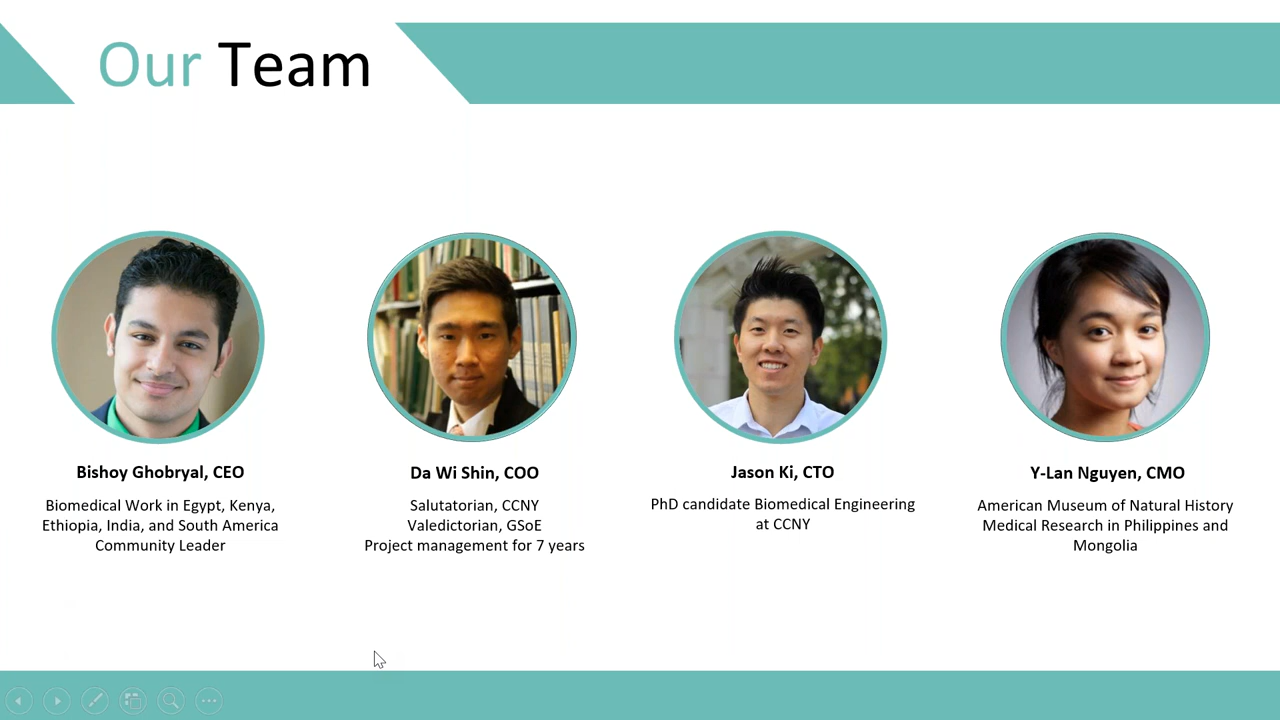 Our Team
Bishoy Ghobryal, CEO
Biomedical Work in Egypt, Kenya,
Ethiopia, India, and South America
Community Leader
Da Wi Shin, COO
Salutatorian, CCNY
Valedictorian, GSoE
Project management for 7 years
Jason Ki, CTO
PhD candidate Biomedical Engineering
at CCNY
Y-Lan Nguyen, CMO
American Museum of Natural History
Medical Research in Philippines and
Mongolia